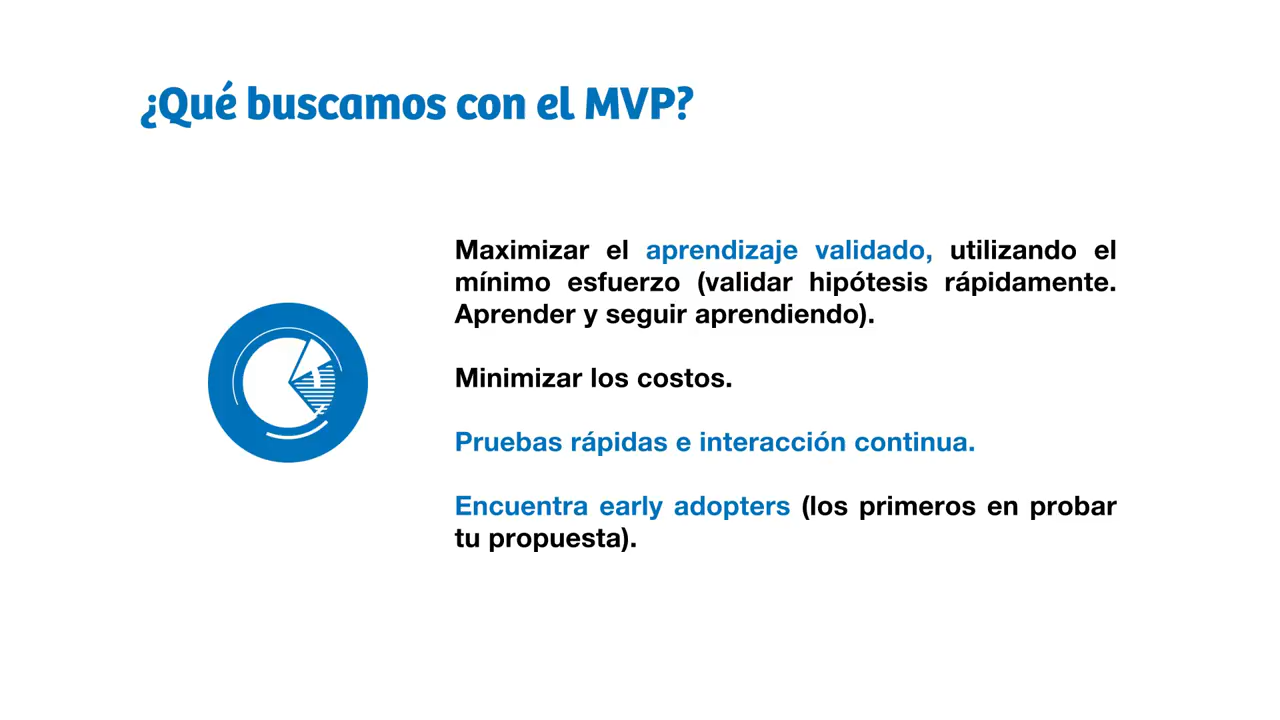 ¿Qué buscamos con el MVP?
Maximizar el aprendizaje validado, utilizando el
mínimo esfuerzo (validar hipótesis rápidamente.
Aprender y seguir aprendiendo).
Minimizar los costos.
Pruebas rápidas e interacción continua.
Encuentra early adopters (los primeros en probar
tu propuesta).